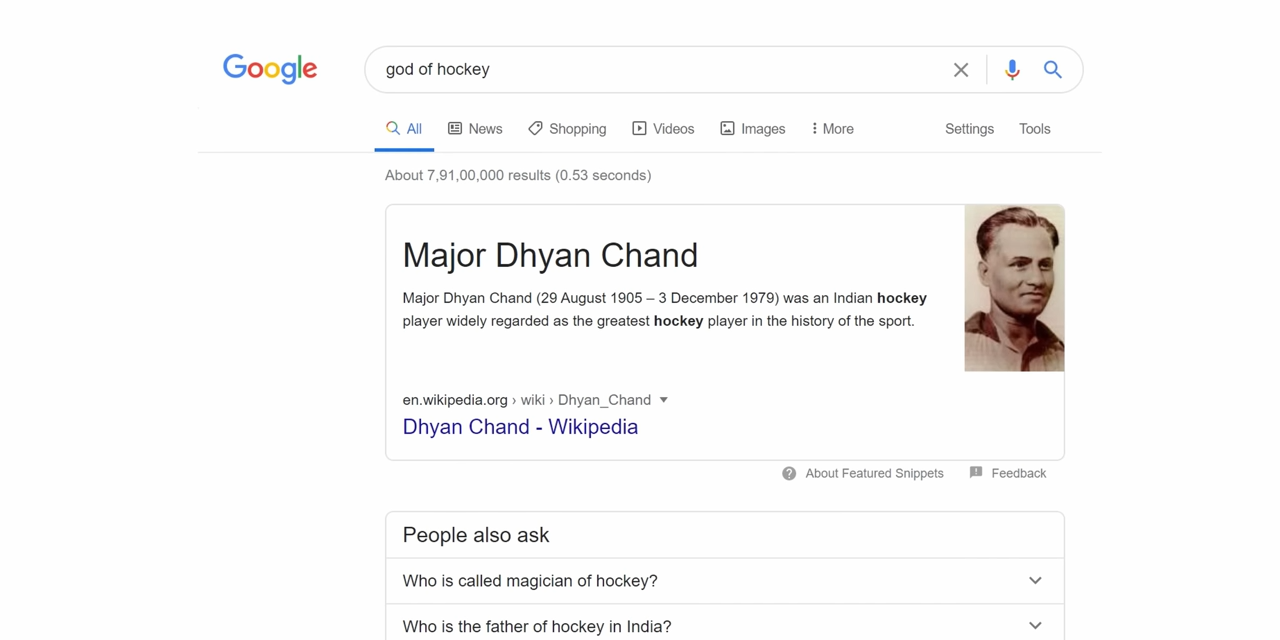 Google god of hockey
All News Shopping Videos Images More Settings Tools
About 7,91,00,000 results (0.53 seconds)
Major Dhyan Chand
Major Dhyan Chand (29 August 1905 – 3 December 1979) was an Indian hockey
player widely regarded as the greatest hockey player in the history of the sport.
en.wikipedia.org › wiki › Dhyan_Chand
Dhyan Chand - Wikipedia
About Featured Snippets Feedback
People also ask
Who is called magician of hockey?
Who is the father of hockey in India?